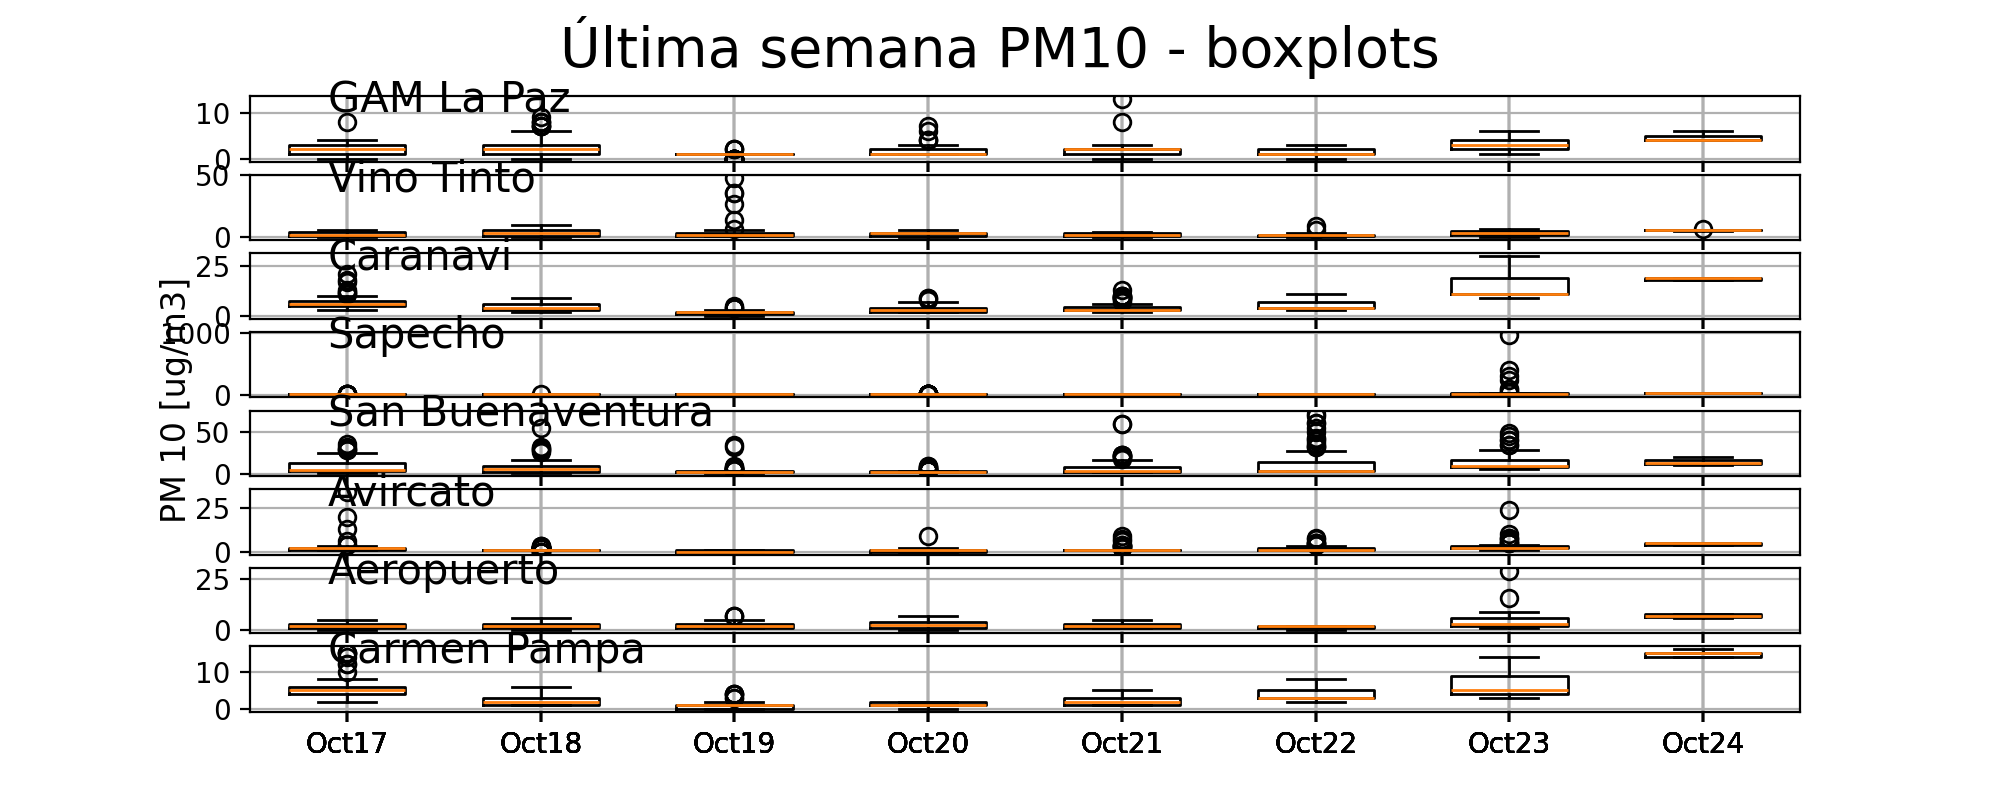 Última semana PM10 - boxplots
GAM La Paz
10
0
Vino Tinto
50
0
Caranavi
25
0
Sapecho
1000
0
San Buenaventura
50
0
Avircato
25
0
Aeropuerto
25
0
Carmen Pampa
10
0
PM 10 [ug/m3]
Oct17 Oct18 Oct19 Oct20 Oct21 Oct22 Oct23 Oct24